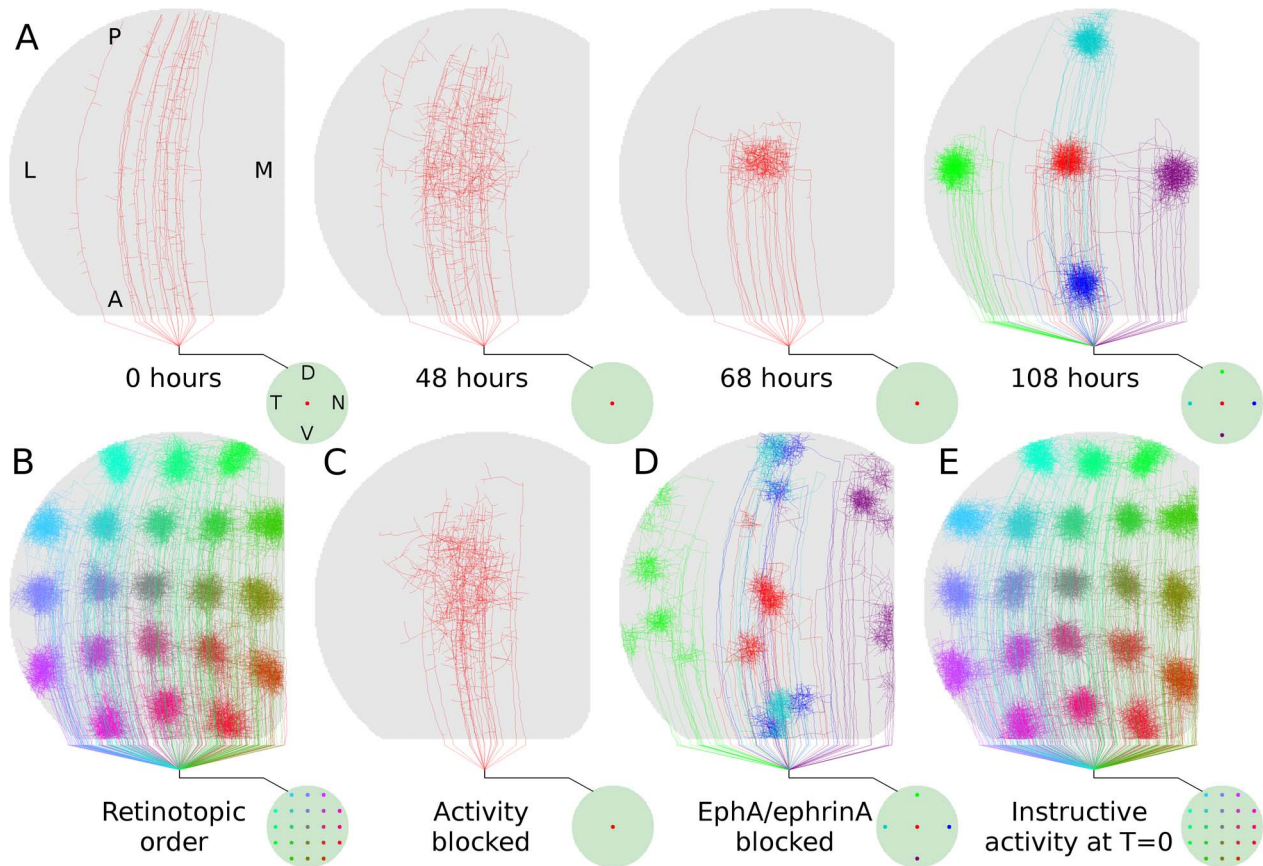 A
P
L
M
A
0 hours
48 hours
68 hours
108 hours
D
T
N
V
B
C
D
E
Retinotopic
order
Activity
blocked
EphA/ephrinA
blocked
Instructive
activity at T=0